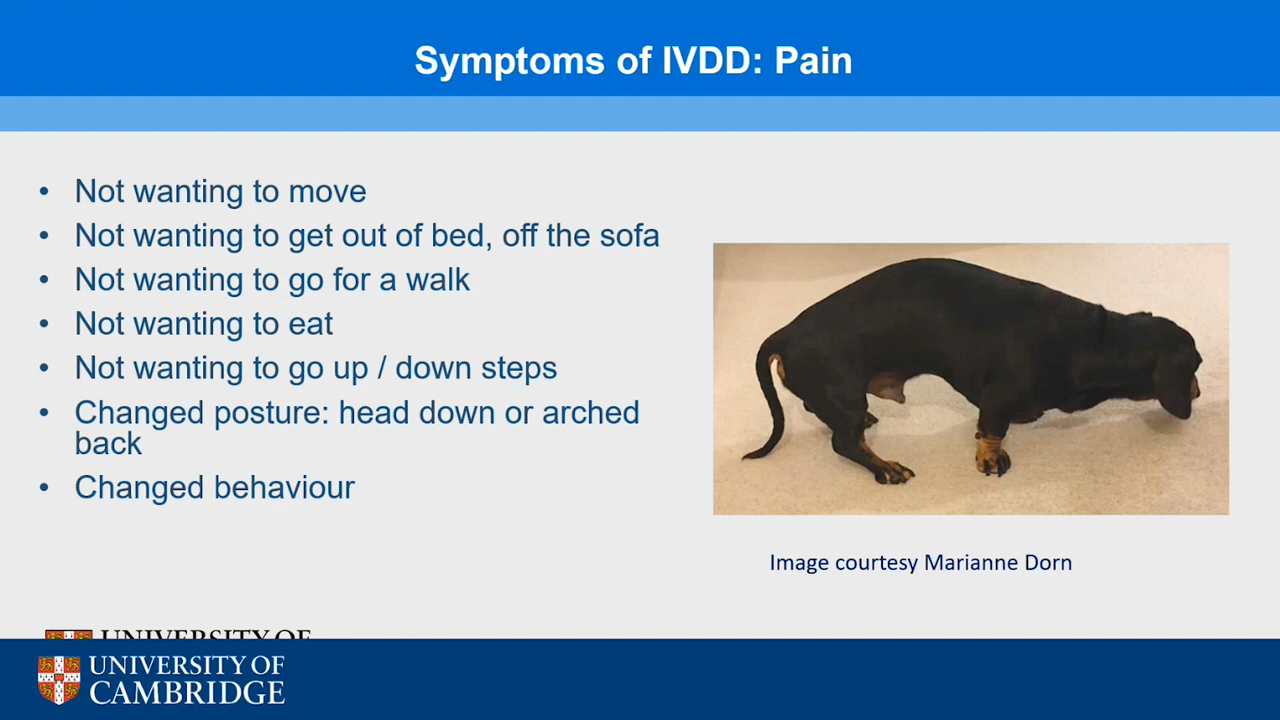 Symptoms of IVDD: Pain
• Not wanting to move
• Not wanting to get out of bed, off the sofa
• Not wanting to go for a walk
• Not wanting to eat
• Not wanting to go up / down steps
• Changed posture: head down or arched
back
• Changed behaviour
Image courtesy Marianne Dorn
UNIVERSITY OF
UNIVERSITY OF
CAMBRIDGE